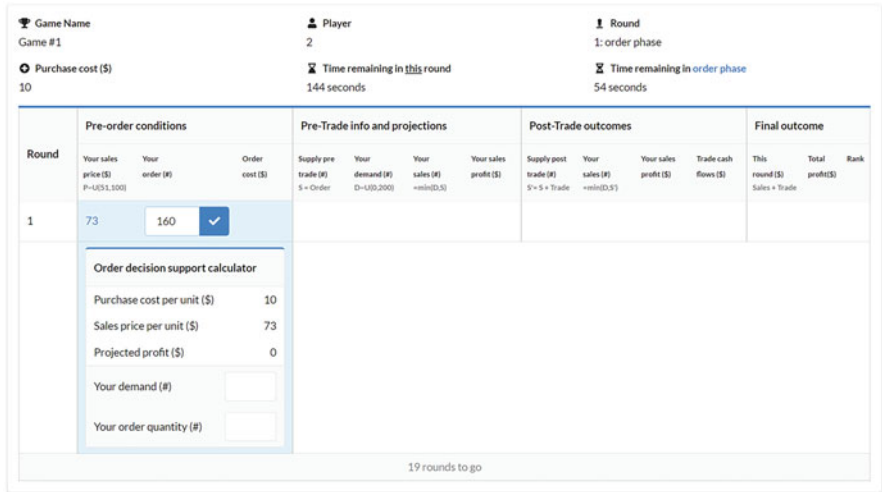 Game Name
Game #1
Player
2
Round
1: order phase
Purchase cost ($)
10
Time remaining in this round
144 seconds
Time remaining in order phase
54 seconds
Round
Pre-order conditions
Pre-Trade info and projections
Post-Trade outcomes
Final outcome
Your sales price ($)
P~U(51,100)
Your order (#)
Order cost ($)
Supply pre trade (#)
S = Order
Your demand (#)
D~U(0,200)
Your sales (#)
=min(D,S)
Your sales profit ($)
Supply post trade (#)
S'= S + Trade
Your sales (#)
=min(D,S')
Your sales profit ($)
Trade cash flows ($)
This round ($)
Sales + Trade
Total profit($)
Rank
1 73 160
Order decision support calculator
Purchase cost per unit ($) 10
Sales price per unit ($) 73
Projected profit ($) 0
Your demand (#)
Your order quantity (#)
19 rounds to go